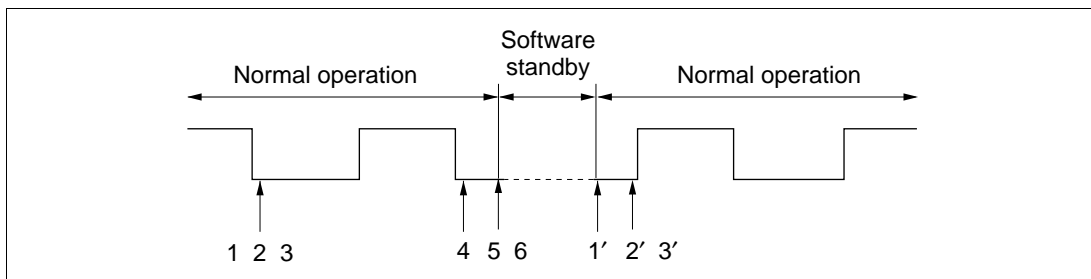 Software
standby
Normal operation
Normal operation
1 2 3
4 5 6
1′ 2′ 3′